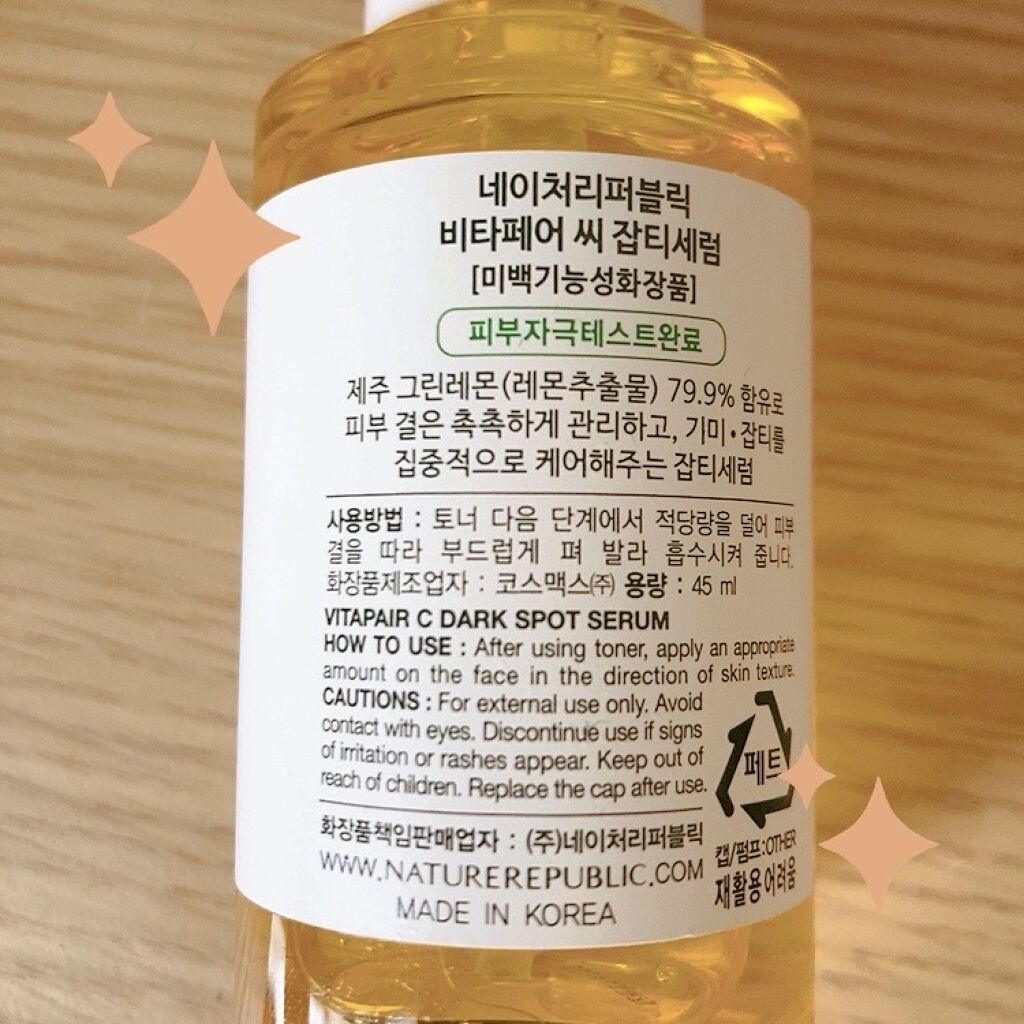 네이처리퍼블릭
비타페어 씨 잡티세럼
[미백기능성화장품]
피부자극테스트완료
제주 그린레몬(레몬추출물) 79.9% 함유로
피부 결은 촉촉하게 관리하고, 기미•잡티를
집중적으로 케어해주는 잡티세럼
사용방법 : 토너 다음 단계에서 적당량을 덜어 피부
결을 따라 부드럽게 펴 발라 흡수시켜 줍니다.
화장품제조업자 : 코스맥스㈜ 용량 : 45 ml
VITAPAIR C DARK SPOT SERUM
HOW TO USE : After using toner, apply an appropriate
amount on the face in the direction of skin texture.
CAUTIONS : For external use only. Avoid
contact with eyes. Discontinue use if signs
of irritation or rashes appear. Keep out of
reach of children. Replace the cap after use.
페트
캡/펌프:OTHER
재활용어려움
화장품책임판매업자 : (주)네이처리퍼블릭
WWW.NATUREREPUBLIC.COM
MADE IN KOREA